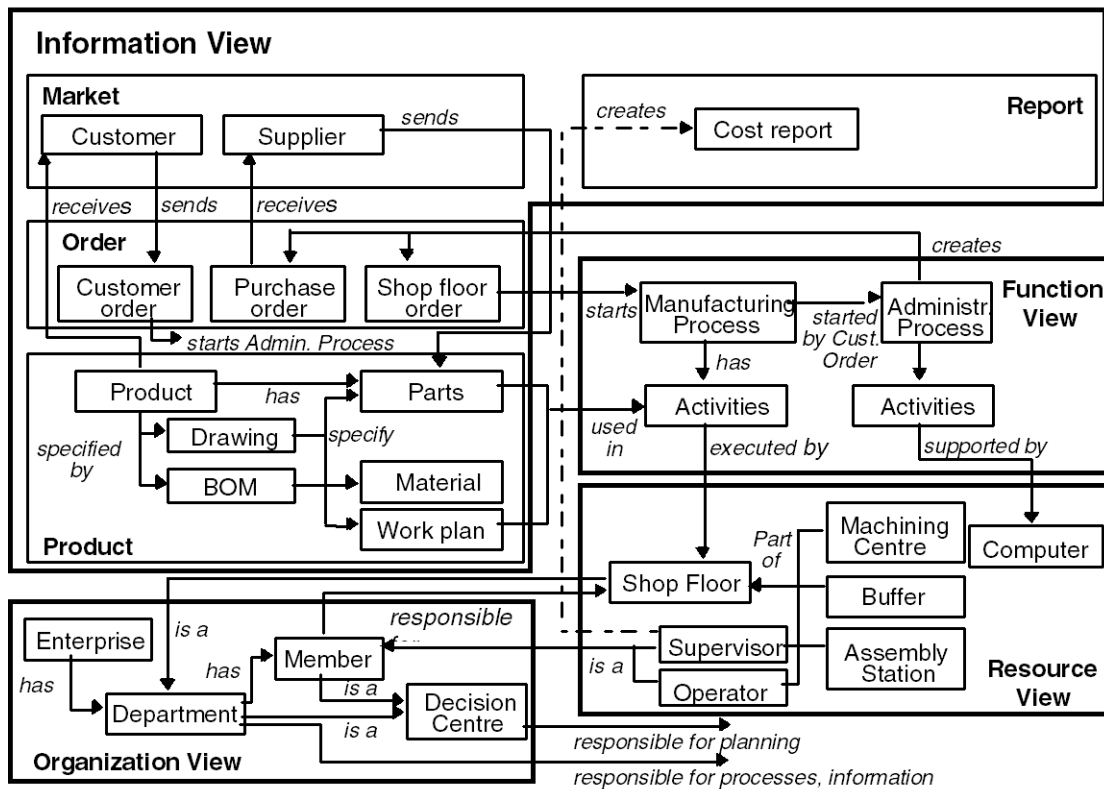 Information View
Market
Customer
Supplier
sends
creates
Cost report
Report
receives
sends
receives
Order
Customer
order
Purchase
order
Shop floor
order
creates
starts
Manufacturing
Process
started
by Cust.
Order
Administr.
Process
Function
View
starts Admin. Process
has
Product
has
Parts
Activities
Activities
Drawing
specify
used
in
executed by
supported by
specified
by
BOM
Material
Work plan
Product
Machining
Centre
Computer
Part
of
Shop Floor
Buffer
Enterprise
is a
responsible
Member
has
has
is a
Supervisor
is a
Operator
Assembly
Station
Resource
View
Department
is a
Decision
Centre
responsible for planning
Organization View
responsible for processes, information